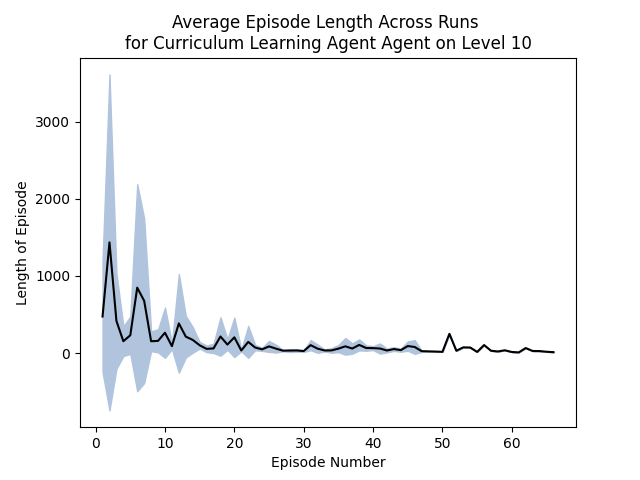 Average Episode Length Across Runs
for Curriculum Learning Agent Agent on Level 10
Length of Episode
3000
2000
1000
0
0 10 20 30 40 50 60
Episode Number